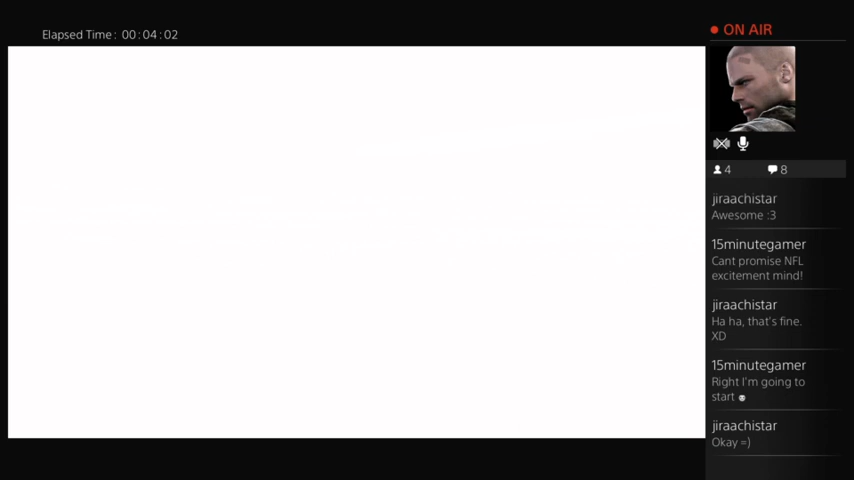 Elapsed Time: 00:04:02
ON AIR
4
8
jiraachistar
Awesome :3
15minutegamer
Cant promise NFL
excitement mind!
jiraachistar
Ha ha, that's fine.
XD
15minutegamer
Right I'm going to
start
jiraachistar
Okay =)